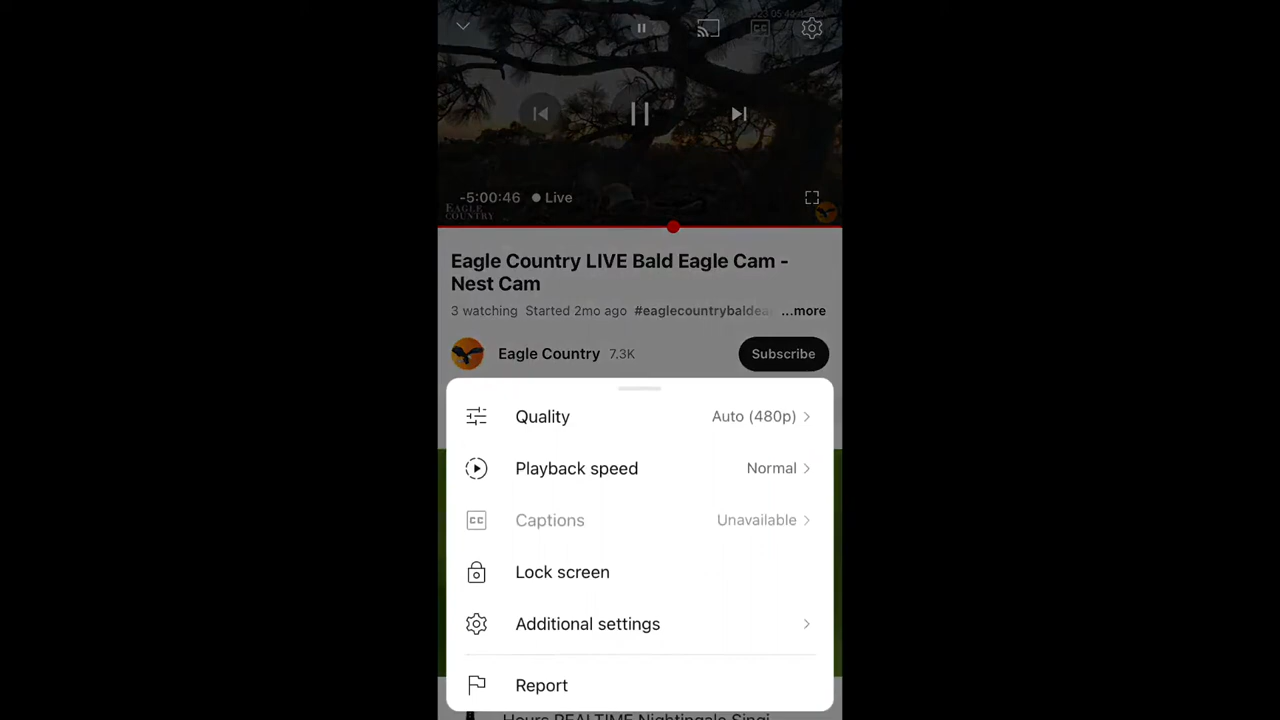 -5:00:46 Live
EAGLE
COUNTRY
Eagle Country LIVE Bald Eagle Cam -
Nest Cam
3 watching Started 2mo ago #eaglecountrybaldea ...more
Eagle Country 7.3K Subscribe
Quality Auto (480p)
Playback speed Normal
CC Captions Unavailable
Lock screen
Additional settings
Report
Hours REALTIME Nightingale Singi